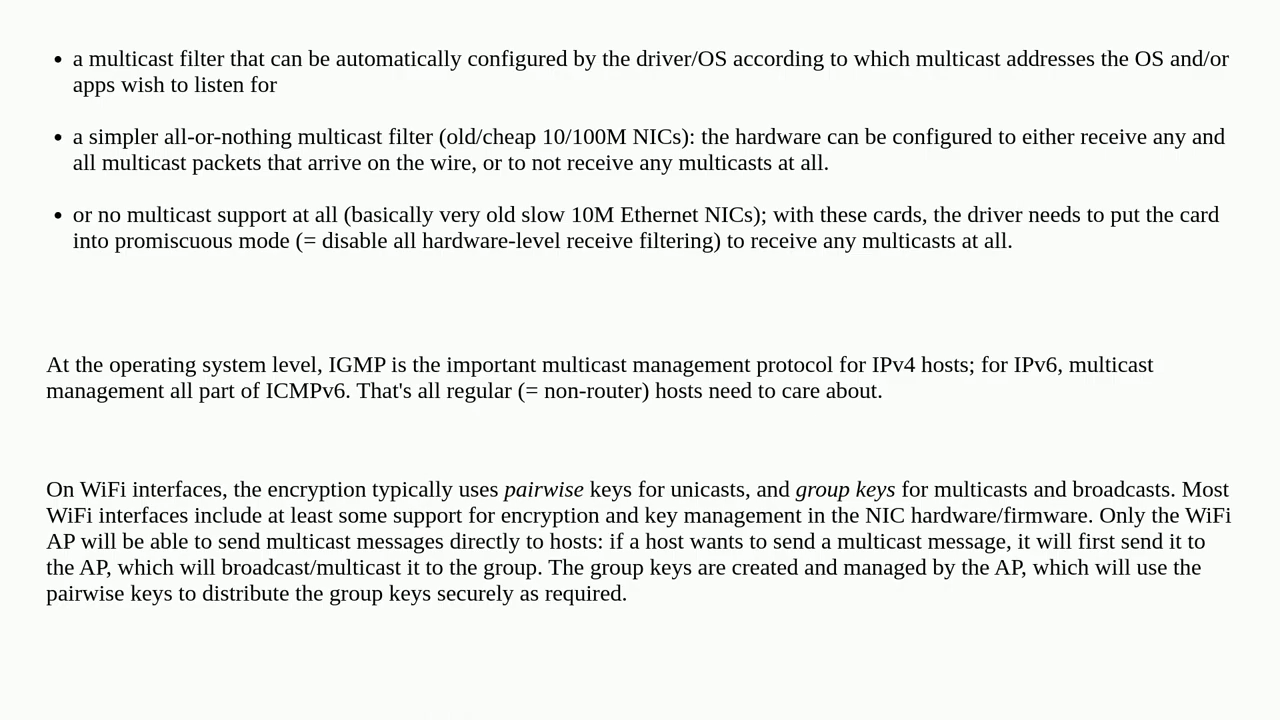 • a multicast filter that can be automatically configured by the driver/OS according to which multicast addresses the OS and/or
apps wish to listen for
• a simpler all-or-nothing multicast filter (old/cheap 10/100M NICs): the hardware can be configured to either receive any and
all multicast packets that arrive on the wire, or to not receive any multicasts at all.
• or no multicast support at all (basically very old slow 10M Ethernet NICs); with these cards, the driver needs to put the card
into promiscuous mode (= disable all hardware-level receive filtering) to receive any multicasts at all.
At the operating system level, IGMP is the important multicast management protocol for IPv4 hosts; for IPv6, multicast
management all part of ICMPv6. That's all regular (= non-router) hosts need to care about.
On WiFi interfaces, the encryption typically uses pairwise keys for unicasts, and group keys for multicasts and broadcasts. Most
WiFi interfaces include at least some support for encryption and key management in the NIC hardware/firmware. Only the WiFi
AP will be able to send multicast messages directly to hosts: if a host wants to send a multicast message, it will first send it to
the AP, which will broadcast/multicast it to the group. The group keys are created and managed by the AP, which will use the
pairwise keys to distribute the group keys securely as required.